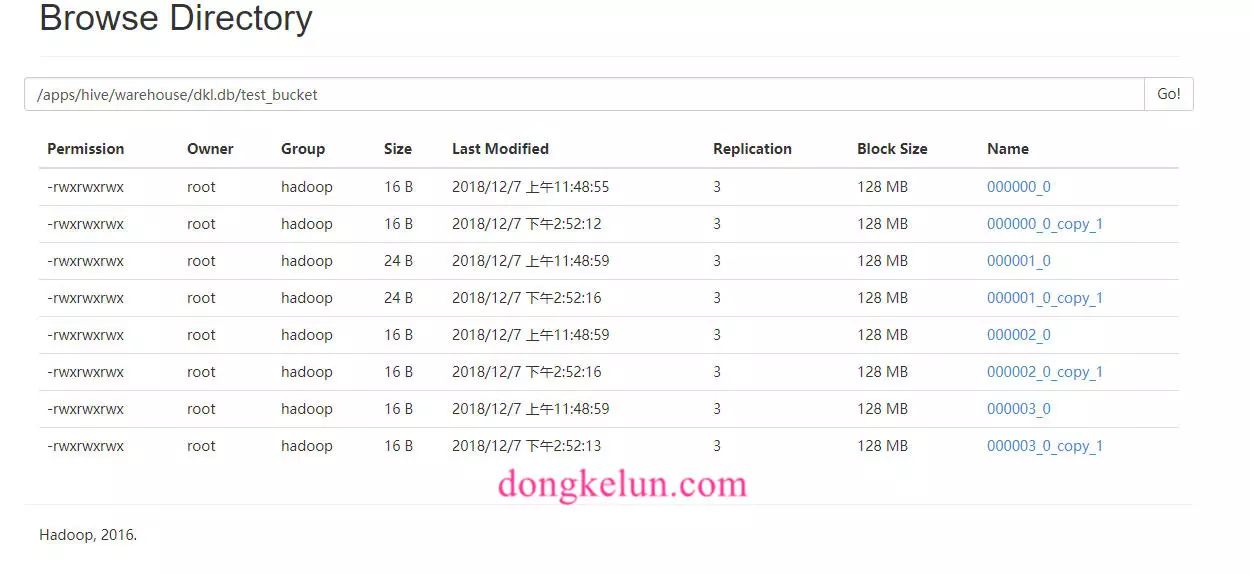 Browse Directory
/apps/hive/warehouse/dkl.db/test_bucket Go!
Permission Owner Group Size Last Modified Replication Block Size Name
-rwxrwxrwx root hadoop 16 B 2018/12/7 上午11:48:55 3 128 MB 000000_0
-rwxrwxrwx root hadoop 16 B 2018/12/7 下午2:52:12 3 128 MB 000000_0_copy_1
-rwxrwxrwx root hadoop 24 B 2018/12/7 上午11:48:59 3 128 MB 000001_0
-rwxrwxrwx root hadoop 24 B 2018/12/7 下午2:52:16 3 128 MB 000001_0_copy_1
-rwxrwxrwx root hadoop 16 B 2018/12/7 上午11:48:59 3 128 MB 000002_0
-rwxrwxrwx root hadoop 16 B 2018/12/7 下午2:52:16 3 128 MB 000002_0_copy_1
-rwxrwxrwx root hadoop 16 B 2018/12/7 上午11:48:59 3 128 MB 000003_0
-rwxrwxrwx root hadoop 16 B 2018/12/7 下午2:52:13 3 128 MB 000003_0_copy_1
dongkelun.com
Hadoop, 2016.